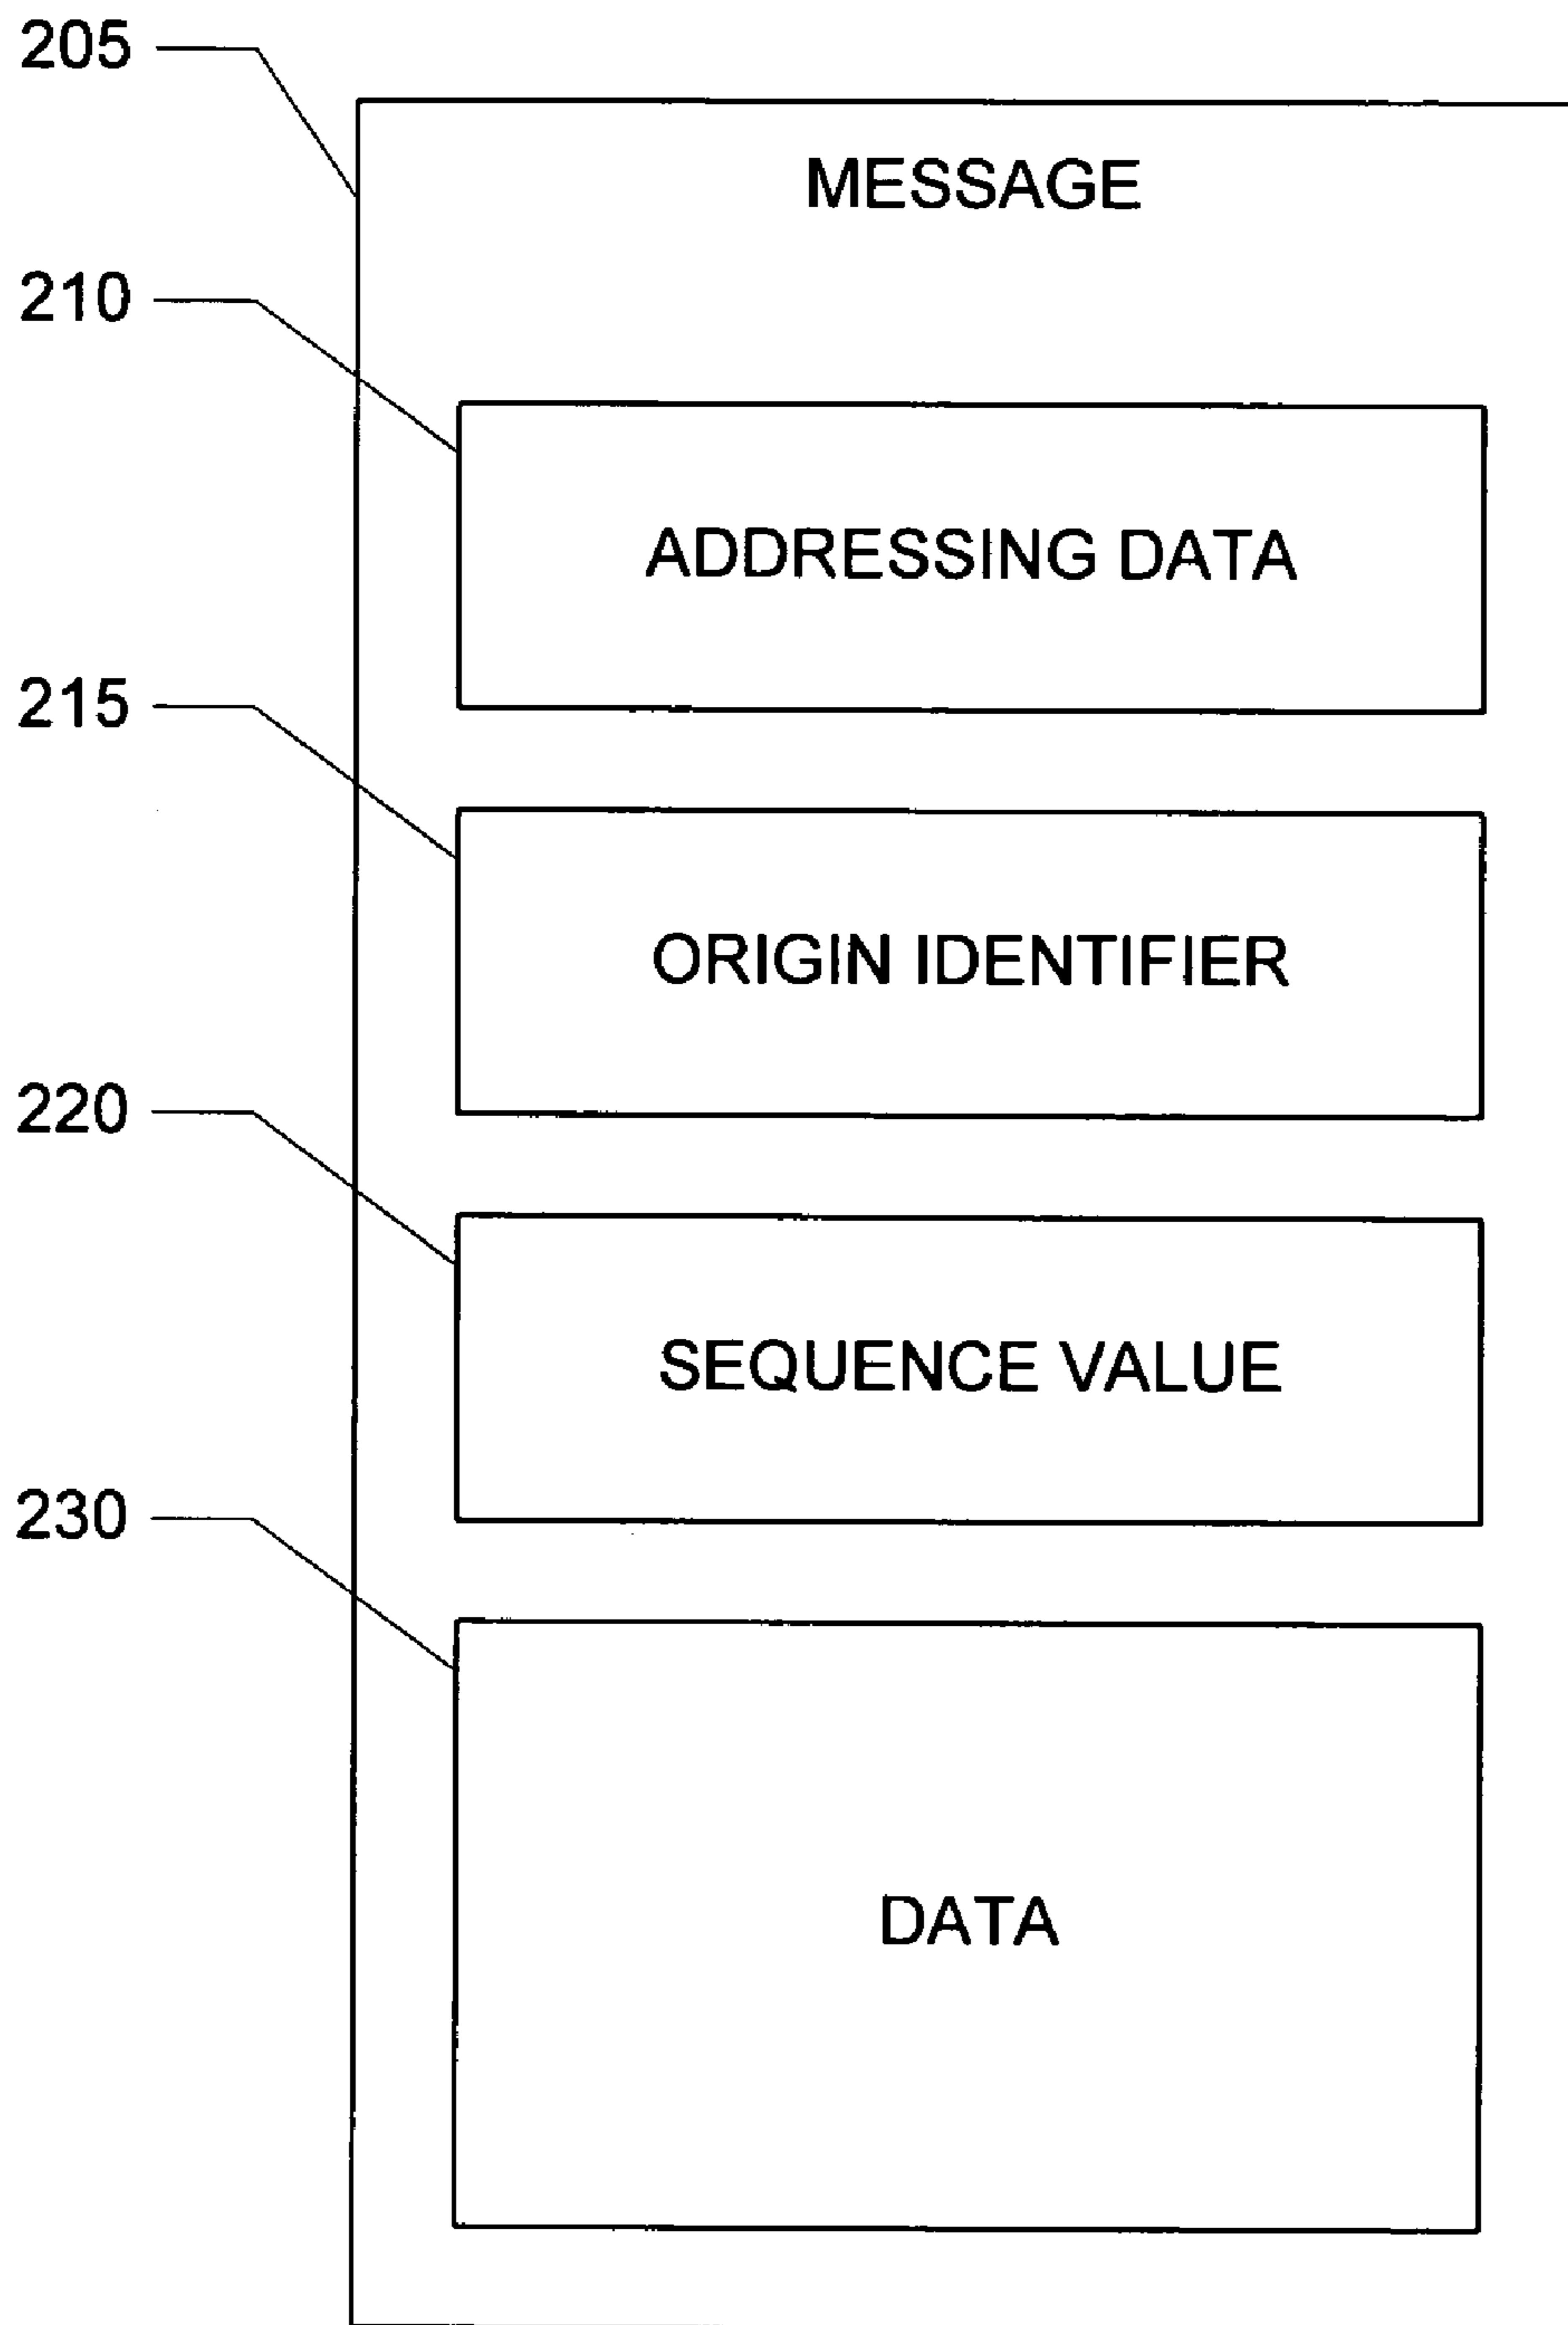 205
MESSAGE
210
ADDRESSING DATA
215
ORIGIN IDENTIFIER
220
SEQUENCE VALUE
230
DATA